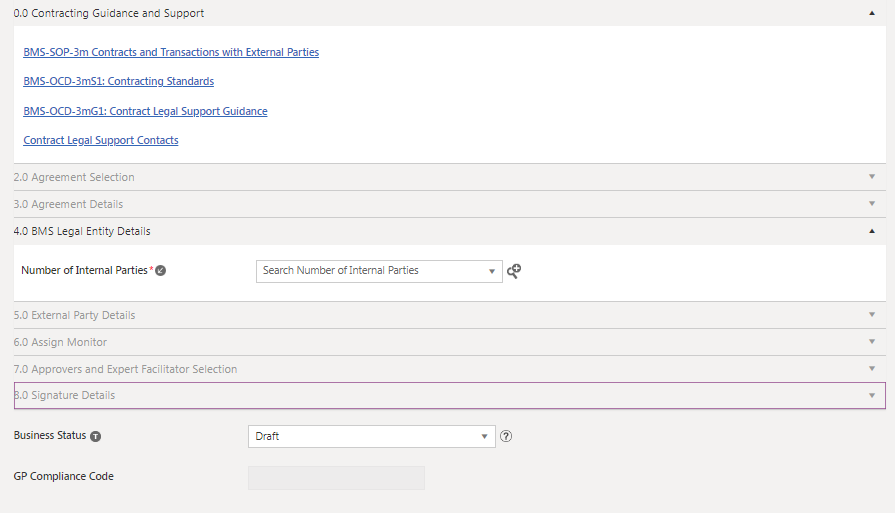 0.0 Contracting Guidance and Support
BMS-SOP-3m Contracts and Transactions with External Parties
BMS-OCD-3mS1: Contracting Standards
BMS-OCD-3mG1: Contract Legal Support Guidance
Contract Legal Support Contacts
2.0 Agreement Selection
3.0 Agreement Details
4.0 BMS Legal Entity Details
Number of Internal Parties* Search Number of Internal Parties
5.0 External Party Details
6.0 Assign Monitor
7.0 Approvers and Expert Facilitator Selection
8.0 Signature Details
Business Status T Draft ?
GP Compliance Code